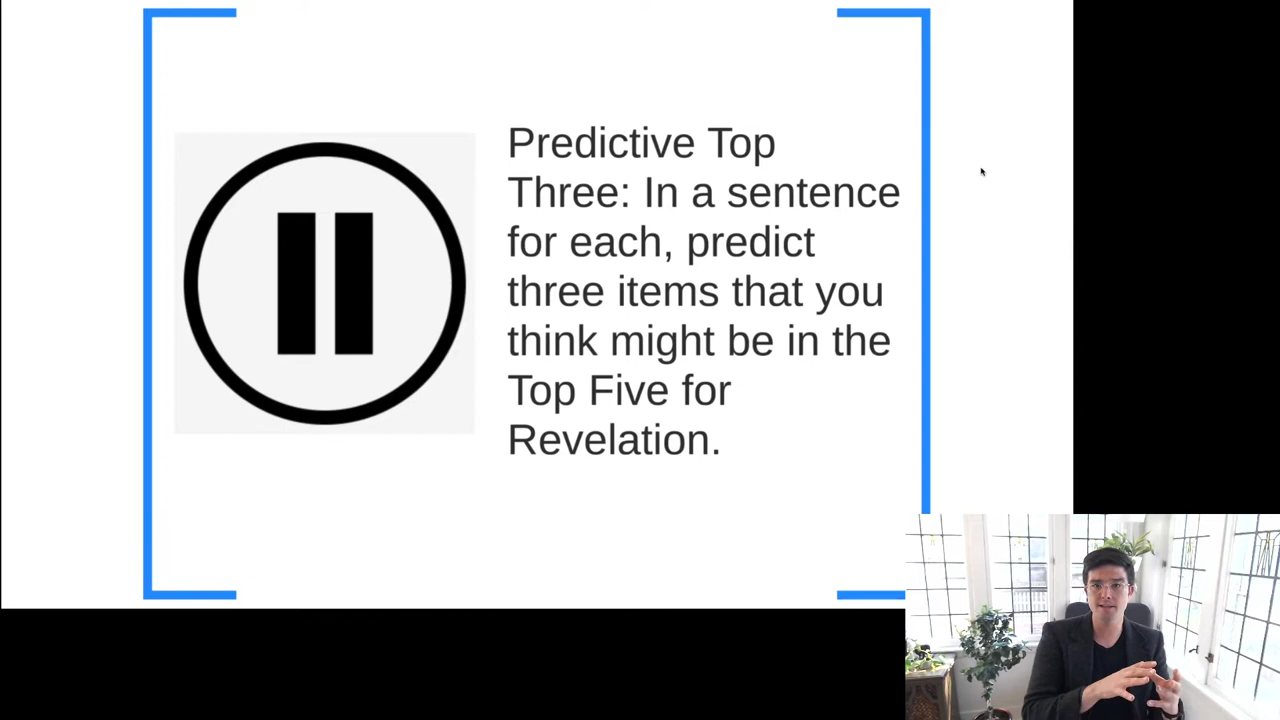 Predictive Top
Three: In a sentence
for each, predict
three items that you
think might be in the
Top Five for
Revelation.